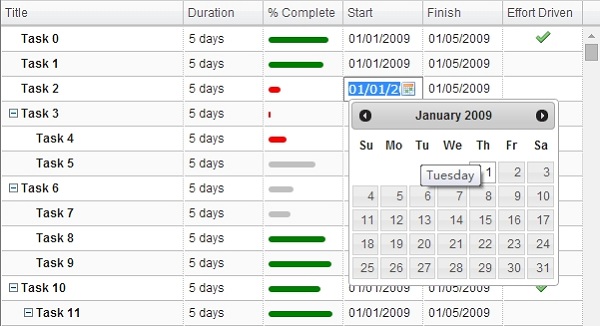 Title Duration % Complete Start Finish Effort Driven
Task 0 5 days 01/01/2009 01/05/2009
Task 1 5 days 01/01/2009 01/05/2009
Task 2 5 days 01/01/2 01/05/2009
Task 3 5 days
January 2009
Task 4 5 days
Su Mo Tu We Th Fr Sa
Task 5 5 days
1 2 3
Tuesday
Task 6 5 days
4 5 6 7 8 9 10
Task 7 5 days
11 12 13 14 15 16 17
Task 8 5 days
18 19 20 21 22 23 24
Task 9 5 days
25 26 27 28 29 30 31
Task 10 5 days 01/01/2009 01/05/2009
Task 11 5 days 01/01/2009 01/05/2009